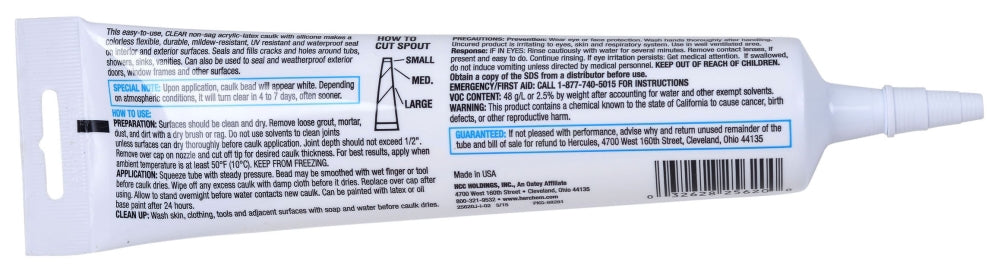 This easy-to-use, CLEAR non-sag acrylic-latex caulk with silicone makes a
colorless flexible, durable, mildew-resistant, UV resistant and waterproof seal
on interior and exterior surfaces. Seals and fills cracks and holes around tubs,
showers, sinks, vanities. Can also be used to seal and weatherproof exterior
doors, window frames and other surfaces.
SPECIAL NOTE: Upon application, caulk bead will appear white. Depending
on atmospheric conditions, it will turn clear in 4 to 7 days, often sooner.
HOW TO USE:
PREPARATION: Surfaces should be clean and dry. Remove loose grout, mortar,
dust, and dirt with a dry brush or rag. Do not use solvents to clean joints
unless surfaces can dry thoroughly before caulk application. Joint depth should not exceed 1/2".
Remove over cap on nozzle and cut off tip for desired caulk thickness. For best results, apply when
ambient temperature is at least 50°F (10°C). KEEP FROM FREEZING.
APPLICATION: Squeeze tube with steady pressure. Bead may be smoothed with wet finger or tool
before caulk dries. Wipe off any excess caulk with damp cloth before it dries. Replace over cap after
using. Allow to stand overnight before water contacts new caulk. Can be painted with latex or oil
base paint after 24 hours.
CLEAN UP: Wash skin, clothing, tools and adjacent surfaces with soap and water before caulk dries.
HOW TO
CUT SPOUT
SMALL
MED.
LARGE
PRECAUTIONS: Prevention: Wear eye or face protection. Wash hands thoroughly after handling.
Uncured product is irritating to eyes, skin and respiratory system. Use in well ventilated area.
Response: IF IN EYES: Rinse cautiously with water for several minutes. Remove contact lenses, if
present and easy to do. Continue rinsing. If eye irritation persists: Get medical attention. If swallowed,
do not induce vomiting unless directed by medical personnel. KEEP OUT OF REACH OF CHILDREN.
Obtain a copy of the SDS from a distributor before use.
EMERGENCY/FIRST AID: CALL 1-877-740-5015 FOR INSTRUCTIONS
VOC CONTENT: 48 g/L or 2.5% by weight after accounting for water and other exempt solvents.
WARNING: This product contains a chemical known to the state of California to cause cancer, birth
defects, or other reproductive harm.
GUARANTEED: If not pleased with performance, advise why and return unused remainder of the
tube and bill of sale for refund to Hercules, 4700 West 160th Street, Cleveland, Ohio 44135
Made in USA
HCC HOLDINGS, INC., An Oatey Affiliate
4700 West 160th Street • Cleveland, Ohio 44135
800-321-9532 • www.herchem.com
0 32628 25620 0